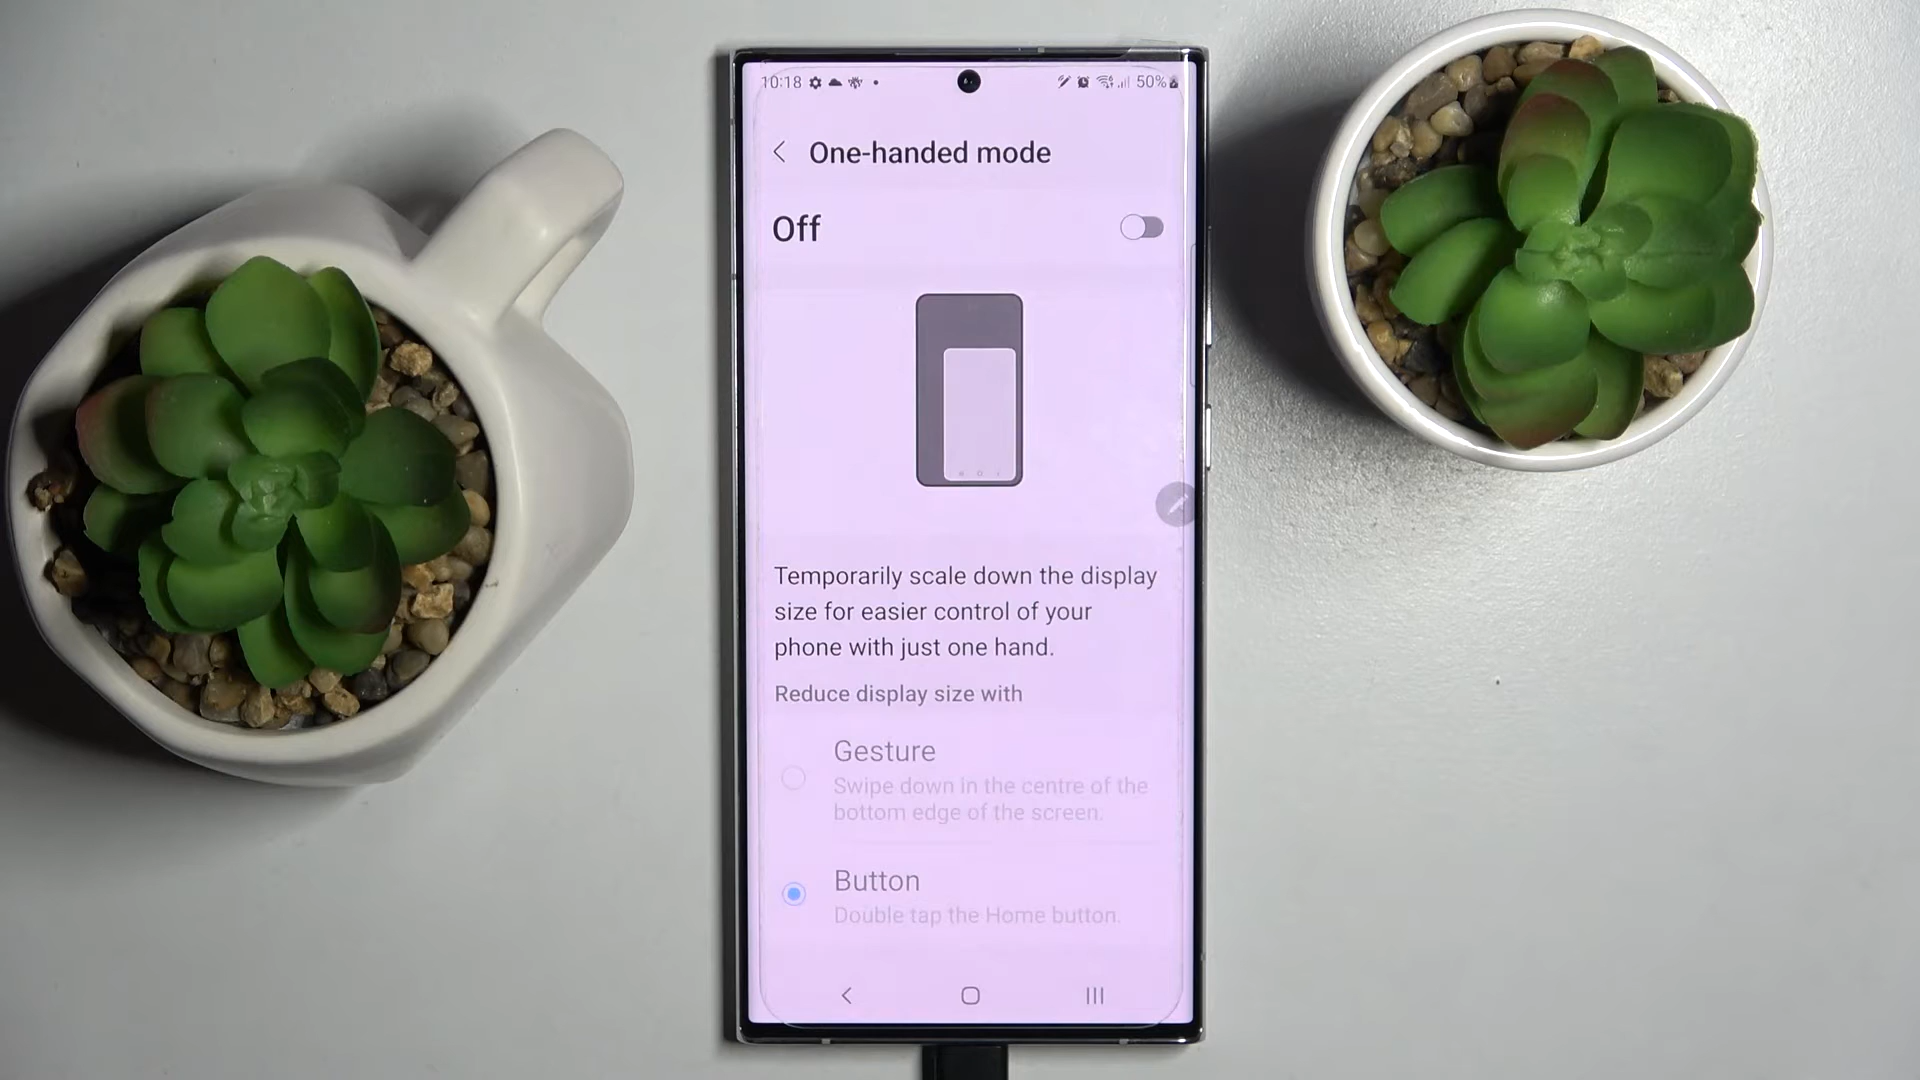 10:18 50%
One-handed mode
Off
Temporarily scale down the display
size for easier control of your
phone with just one hand.
Reduce display size with
Gesture
Swipe down in the centre of the
bottom edge of the screen.
Button
Double tap the Home button.